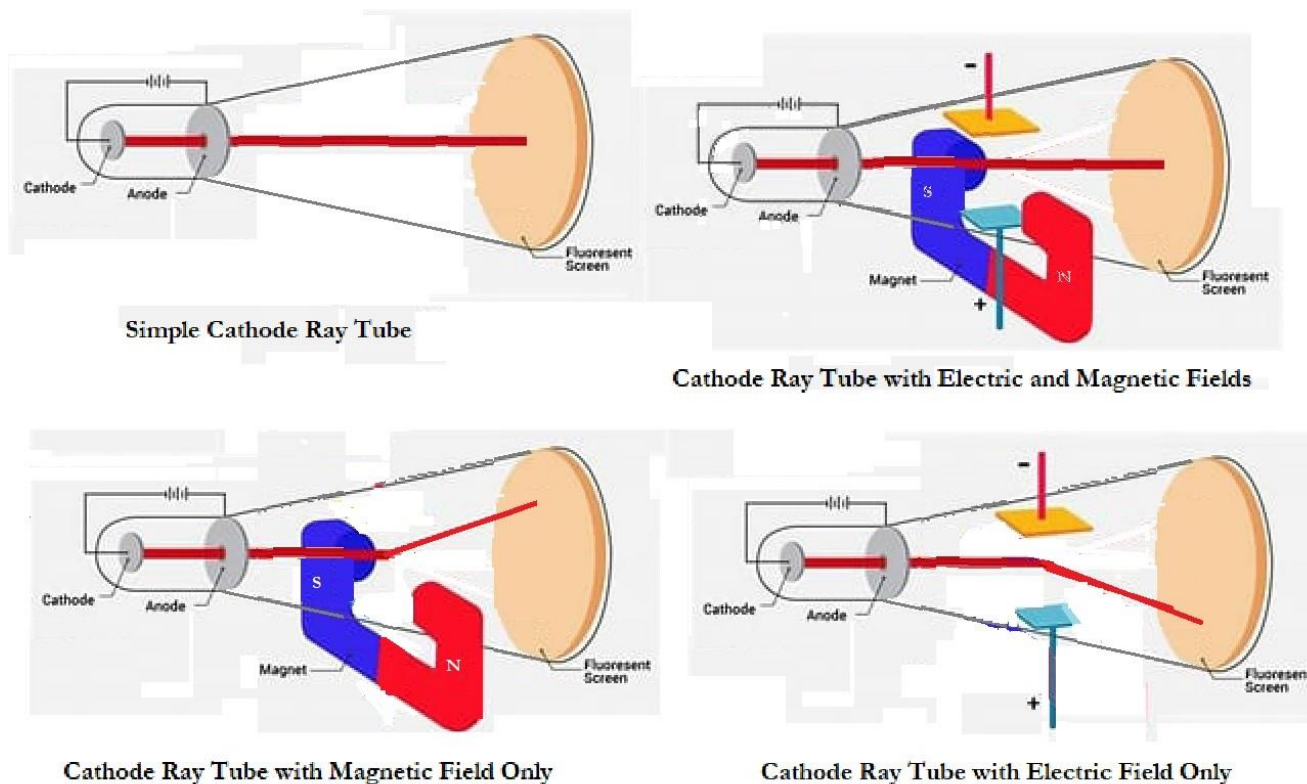 Cathode
Anode
Fluoresent
Screen
Simple Cathode Ray Tube
-
Cathode
Anode
S
Magnet
N
+
Fluoresent
Screen
Cathode Ray Tube with Electric and Magnetic Fields
Cathode
Anode
S
Magnet
N
Fluoresent
Screen
Cathode Ray Tube with Magnetic Field Only
-
Cathode
Anode
+
Fluoresent
Screen
Cathode Ray Tube with Electric Field Only